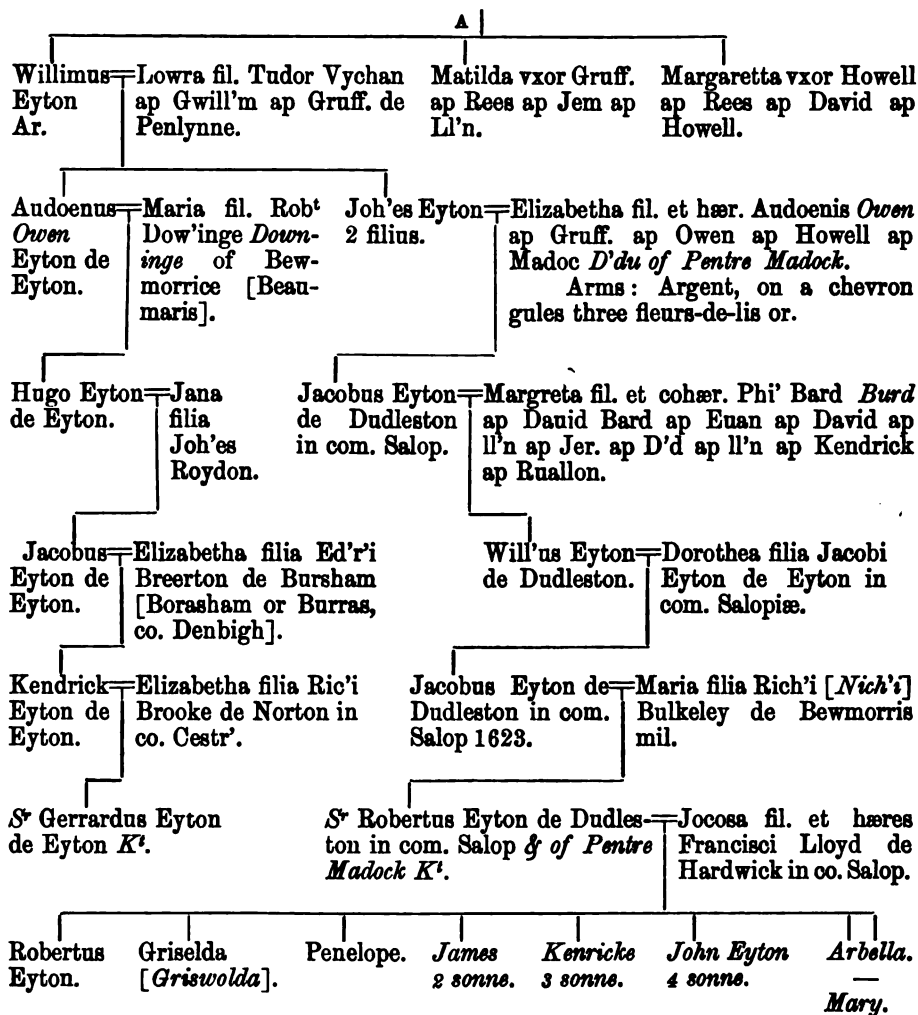 A
Willimus Eyton Ar.
Lowra fil. Tudor Vychan
ap Gwill'm ap Gruff. de
Penlynne.
Matilda vxor Gruff.
ap Rees ap Jem ap
Ll'n.
Margaretta vxor Howell
ap Rees ap David ap
Howell.
Audoenus
Owen
Eyton de
Eyton.
Maria fil. Robt
Dow'inge Down-
inge of Bew-
morrice [Beau-
maris].
Joh'es Eyton
2 filius.
Elizabetha fil. et hær. Audoenis Owen
ap Gruff. ap Owen ap Howell ap
Madoc D'du of Pentre Madock.
Arms: Argent, on a chevron
gules three fleurs-de-lis or.
Hugo Eyton
de Eyton.
Jana
filia
Joh'es
Roydon.
Jacobus Eyton
de Dudleston
in com. Salop.
Margreta fil. et cohær. Phi' Bard Burd
ap Dauid Bard ap Euan ap David ap
ll'n ap Jer. ap D'd ap ll'n ap Kendrick
ap Ruallon.
Jacobus
Eyton de
Eyton.
Elizabetha filia Ed'r'i
Breerton de Bursham
[Borasham or Burras,
co. Denbigh].
Will'us Eyton
de Dudleston.
Dorothea filia Jacobi
Eyton de Eyton in
com. Salopiæ.
Kendrick
Eyton de
Eyton.
Elizabetha filia Ric'i
Brooke de Norton in
co. Cestr'.
Jacobus Eyton de
Dudleston in com.
Salop 1623.
Maria filia Rich'i [Nich'i]
Bulkeley de Bewmorris
mil.
Sr Gerrardus Eyton
de Eyton Kt.
Sr Robertus Eyton de Dudles-
ton in com. Salop & of Pentre
Madock Kt.
Jocosa fil. et hæres
Francisci Lloyd de
Hardwick in co. Salop.
Robertus
Eyton.
Griselda
[Griswolda].
Penelope.
James
2 sonne.
Kenricke
3 sonne.
John Eyton
4 sonne.
Arbella.
—
Mary.